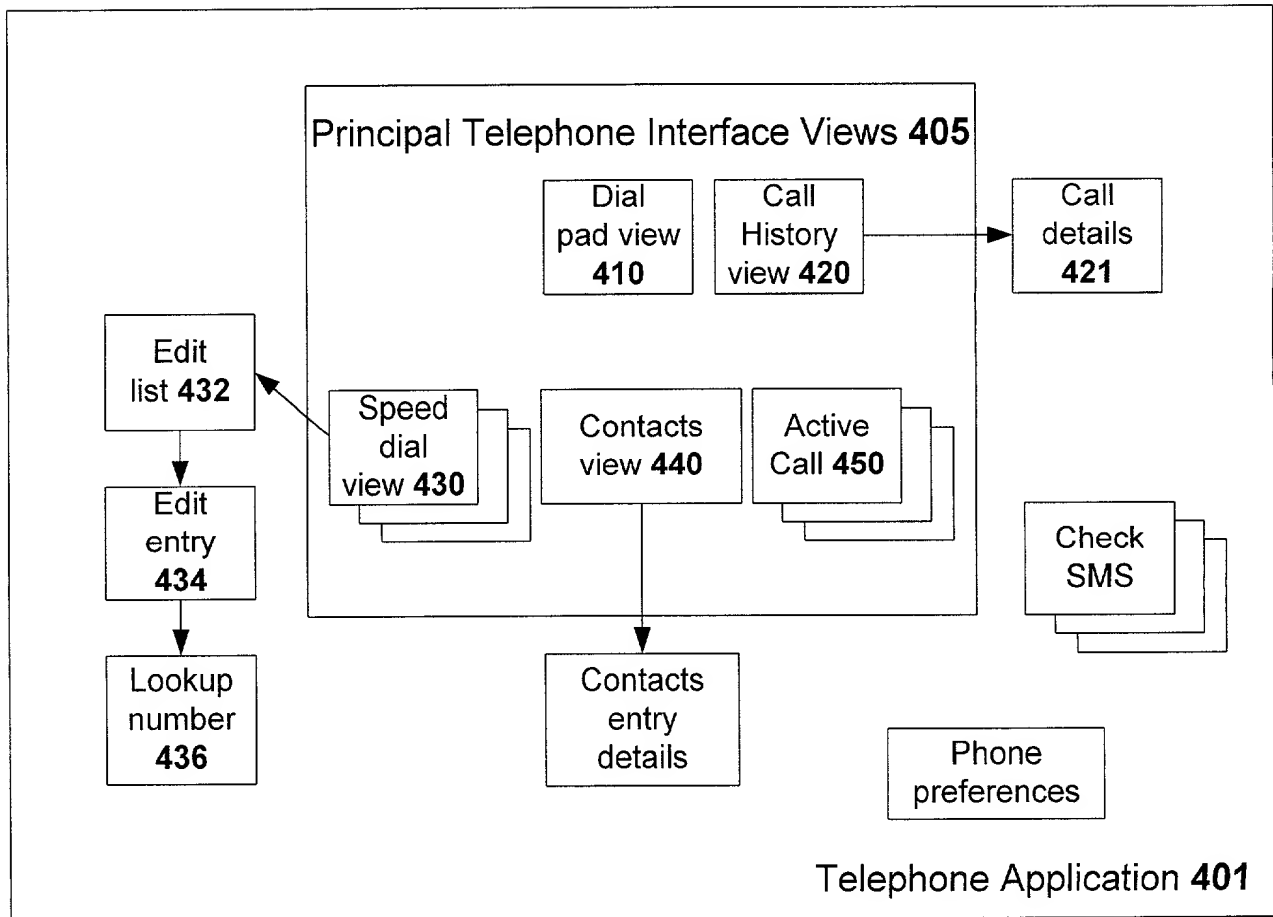 Principal Telephone Interface Views 405
Dial
pad view
410
Call
History
view 420
Call
details
421
Edit
list 432
Speed
dial
view 430
Contacts
view 440
Active
Call 450
Edit
entry
434
Check
SMS
Lookup
number
436
Contacts
entry
details
Phone
preferences
Telephone Application 401